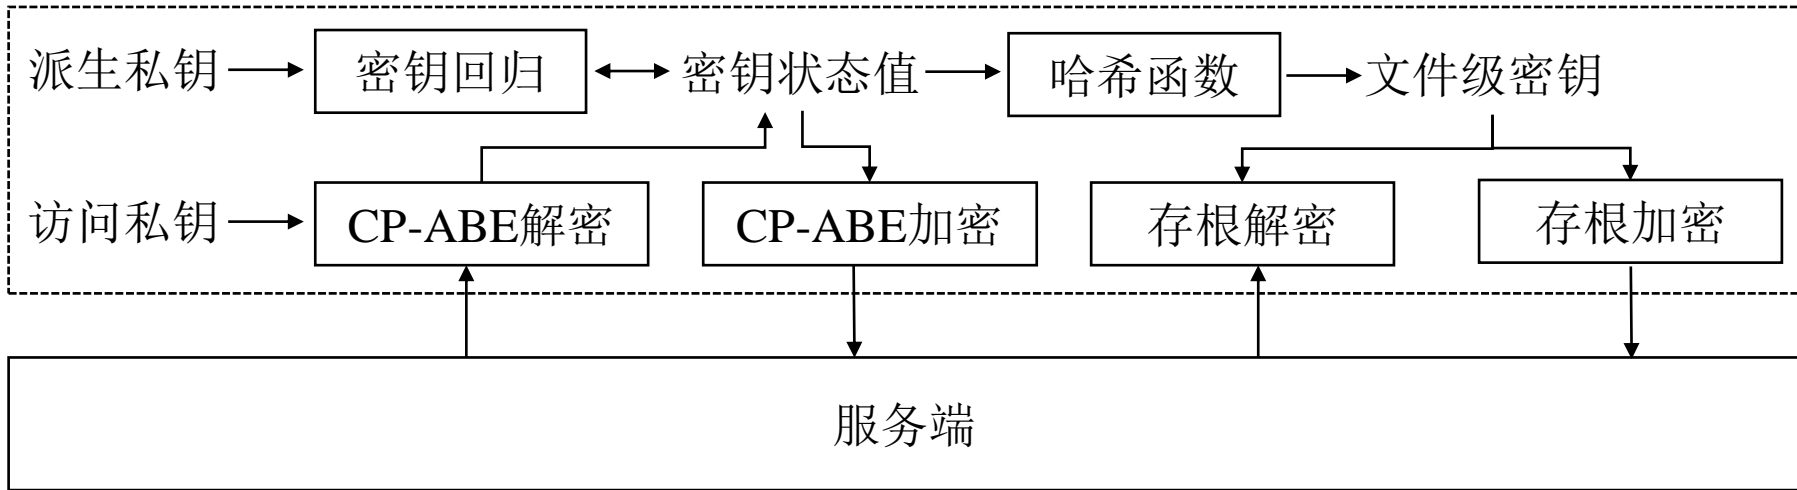 派生私钥
密钥回归
密钥状态值
哈希函数
文件级密钥
访问私钥
CP-ABE解密
CP-ABE加密
存根解密
存根加密
服务端